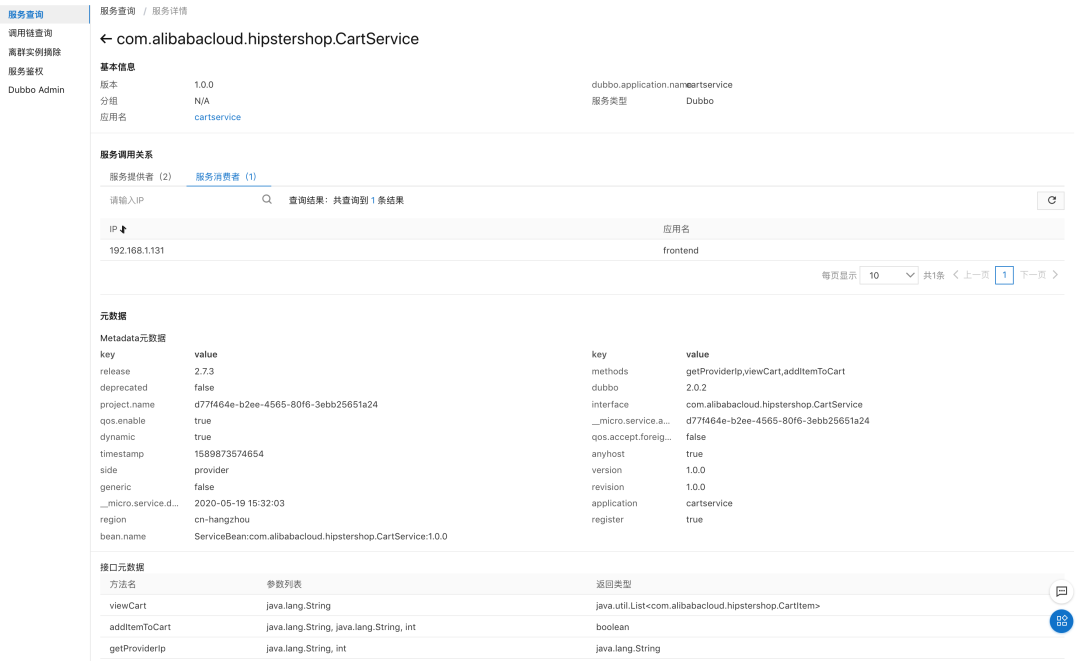 服务查询
调用链查询
离群实例摘除
服务鉴权
Dubbo Admin
服务查询 / 服务详情
com.alibabacloud.hipstershop.CartService
基本信息
版本 1.0.0 dubbo.application.name cartservice
分组 N/A 服务类型 Dubbo
应用名 cartservice
服务调用关系
服务提供者（2） 服务消费者（1）
请输入IP 查询结果：共查询到 1 条结果
IP 应用名
192.168.1.131 frontend
每页显示 10 共1条 上一页 1 下一页
元数据
Metadata元数据
key value key value
release 2.7.3 methods getProviderIp,viewCart,addItemToCart
deprecated false dubbo 2.0.2
project.name d77f464e-b2ee-4565-80f6-3ebb25651a24 interface com.alibabacloud.hipstershop.CartService
qos.enable true __micro.service.a... d77f464e-b2ee-4565-80f6-3ebb25651a24
dynamic true qos.accept.foreig... false
timestamp 1589873574654 anyhost true
side provider version 1.0.0
generic false revision 1.0.0
__micro.service.d... 2020-05-19 15:32:03 application cartservice
region cn-hangzhou register true
bean.name ServiceBean:com.alibabacloud.hipstershop.CartService:1.0.0
接口元数据
方法名 参数列表 返回类型
viewCart java.lang.String java.util.List<com.alibabacloud.hipstershop.CartItem>
addItemToCart java.lang.String, java.lang.String, int boolean
getProviderIp java.lang.String, int java.lang.String